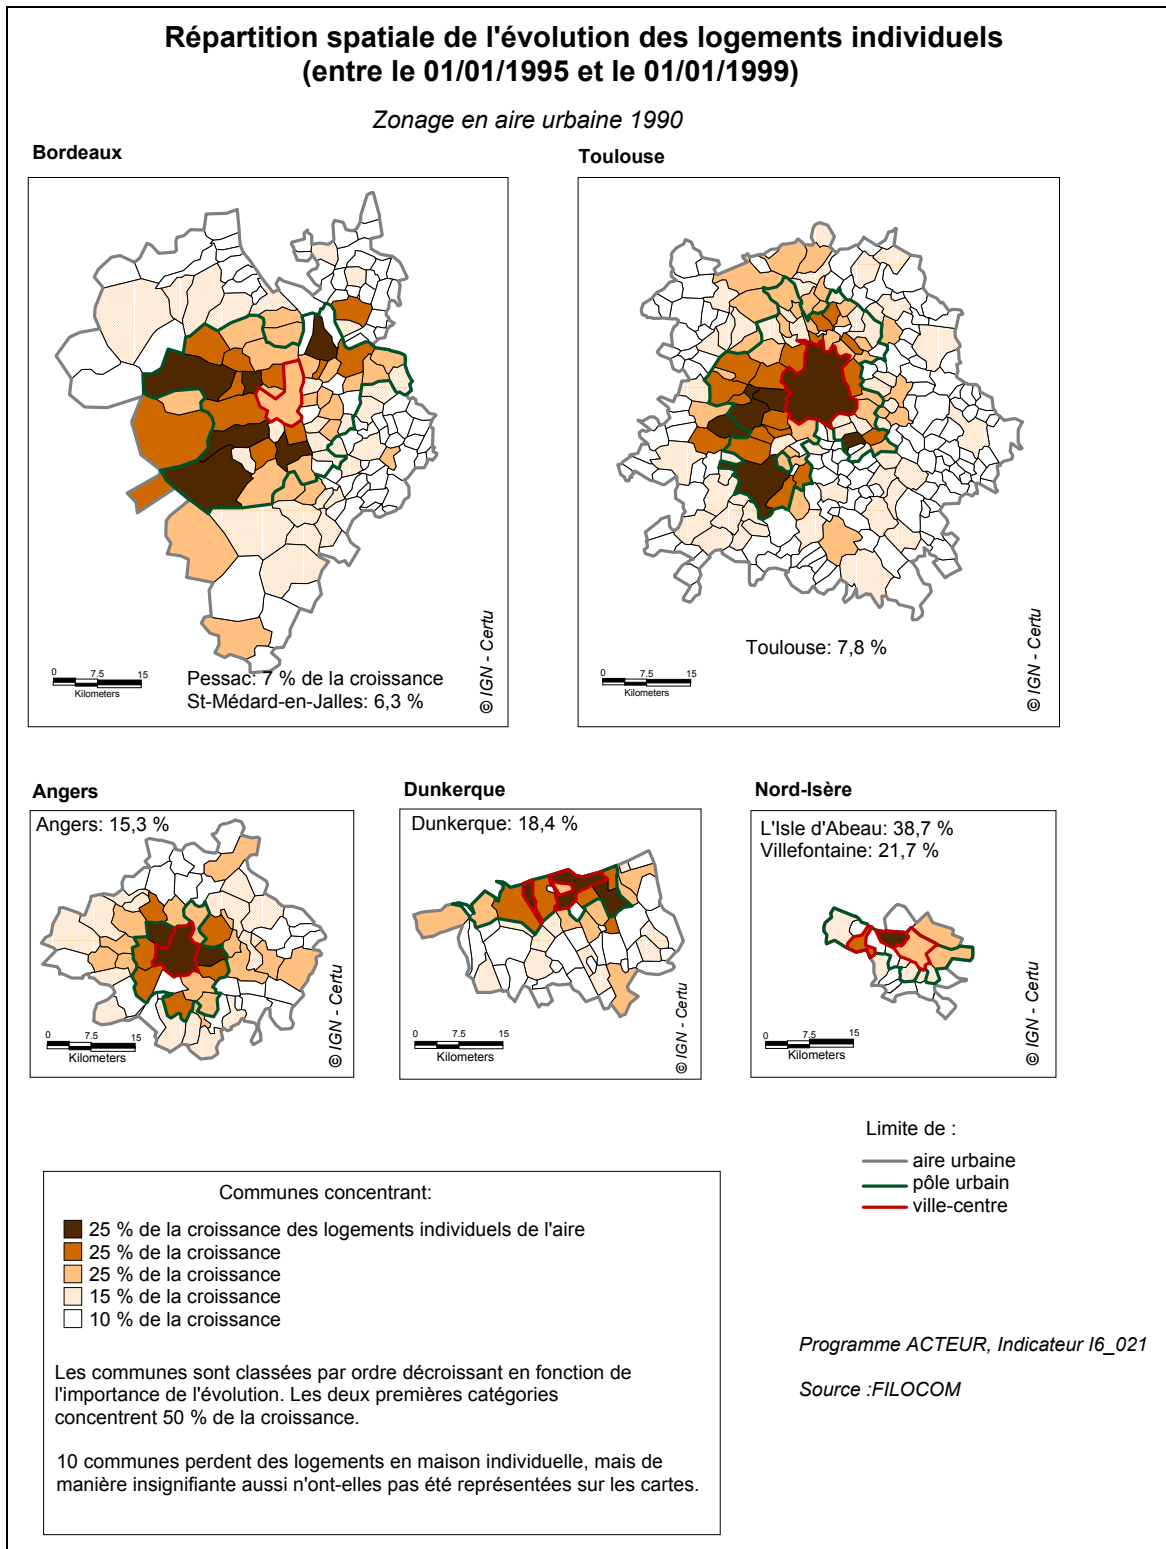 Répartition spatiale de l'évolution des logements individuels
(entre le 01/01/1995 et le 01/01/1999)
Zonage en aire urbaine 1990
Bordeaux
Toulouse
0 7.5 15
Kilometers
Pessac: 7 % de la croissance
St-Médard-en-Jalles: 6,3 %
© IGN - Certu
Toulouse: 7,8 %
0 7.5 15
Kilometers
© IGN - Certu
Angers
Dunkerque
Nord-Isère
Angers: 15,3 %
0 7.5 15
Kilometers
© IGN - Certu
Dunkerque: 18,4 %
0 7.5 15
Kilometers
© IGN - Certu
L'Isle d'Abeau: 38,7 %
Villefontaine: 21,7 %
0 7.5 15
Kilometers
© IGN - Certu
Limite de :
aire urbaine
pôle urbain
ville-centre
Communes concentrant:
25 % de la croissance des logements individuels de l'aire
25 % de la croissance
25 % de la croissance
15 % de la croissance
10 % de la croissance
Les communes sont classées par ordre décroissant en fonction de
l'importance de l'évolution. Les deux premières catégories
concentrent 50 % de la croissance.
10 communes perdent des logements en maison individuelle, mais de
manière insignifiante aussi n'ont-elles pas été représentées sur les cartes.
Programme ACTEUR, Indicateur I6_021
Source :FILOCOM